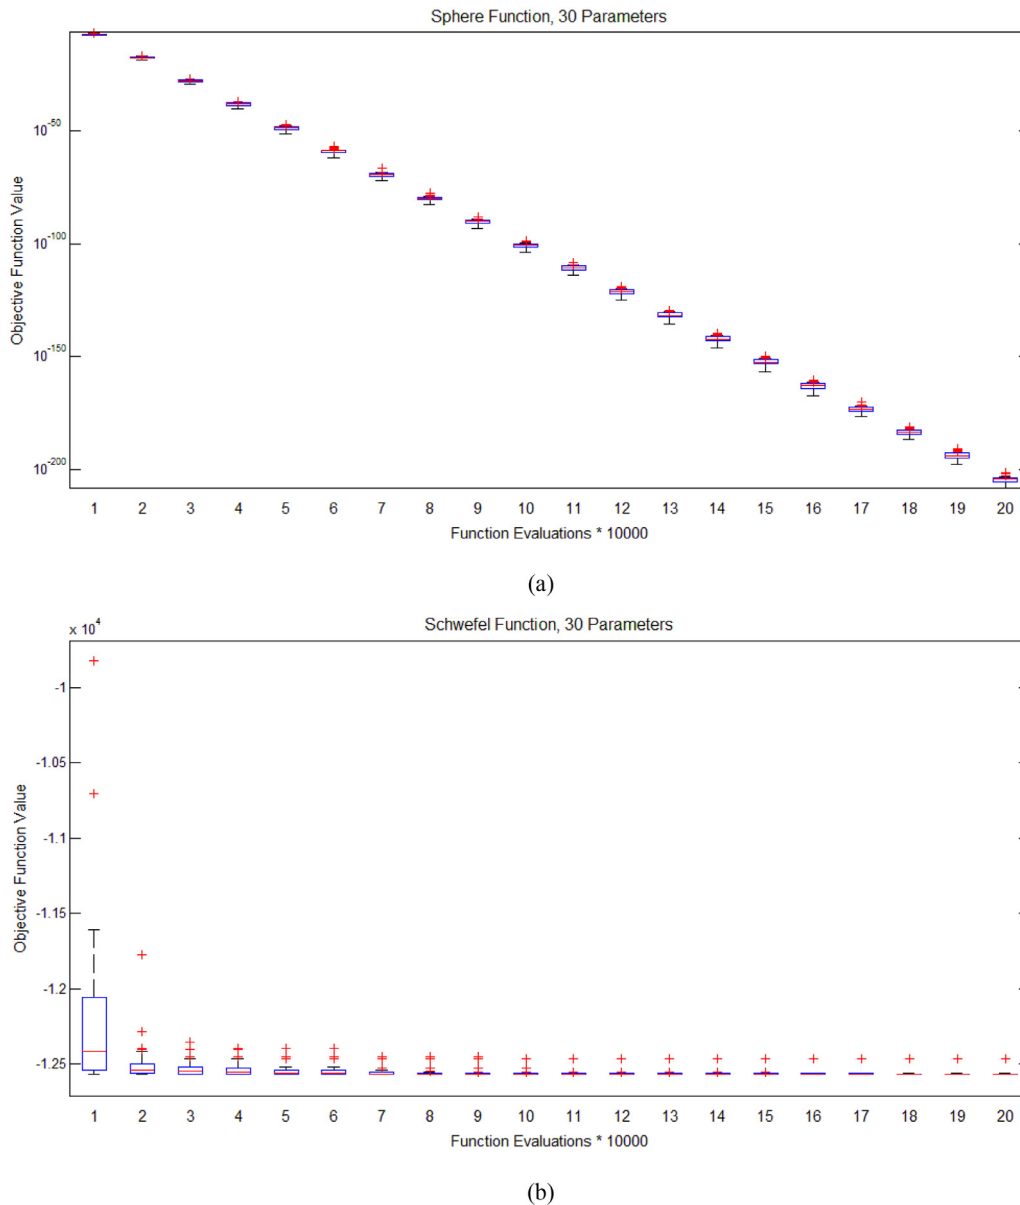 Sphere Function, 30 Parameters
Objective Function Value
10^-50
10^-100
10^-150
10^-200
1 2 3 4 5 6 7 8 9 10 11 12 13 14 15 16 17 18 19 20
Function Evaluations * 10000
(a)
Schwefel Function, 30 Parameters
x 10^4
Objective Function Value
-1
-1.05
-1.1
-1.15
-1.2
-1.25
1 2 3 4 5 6 7 8 9 10 11 12 13 14 15 16 17 18 19 20
Function Evaluations * 10000
(b)